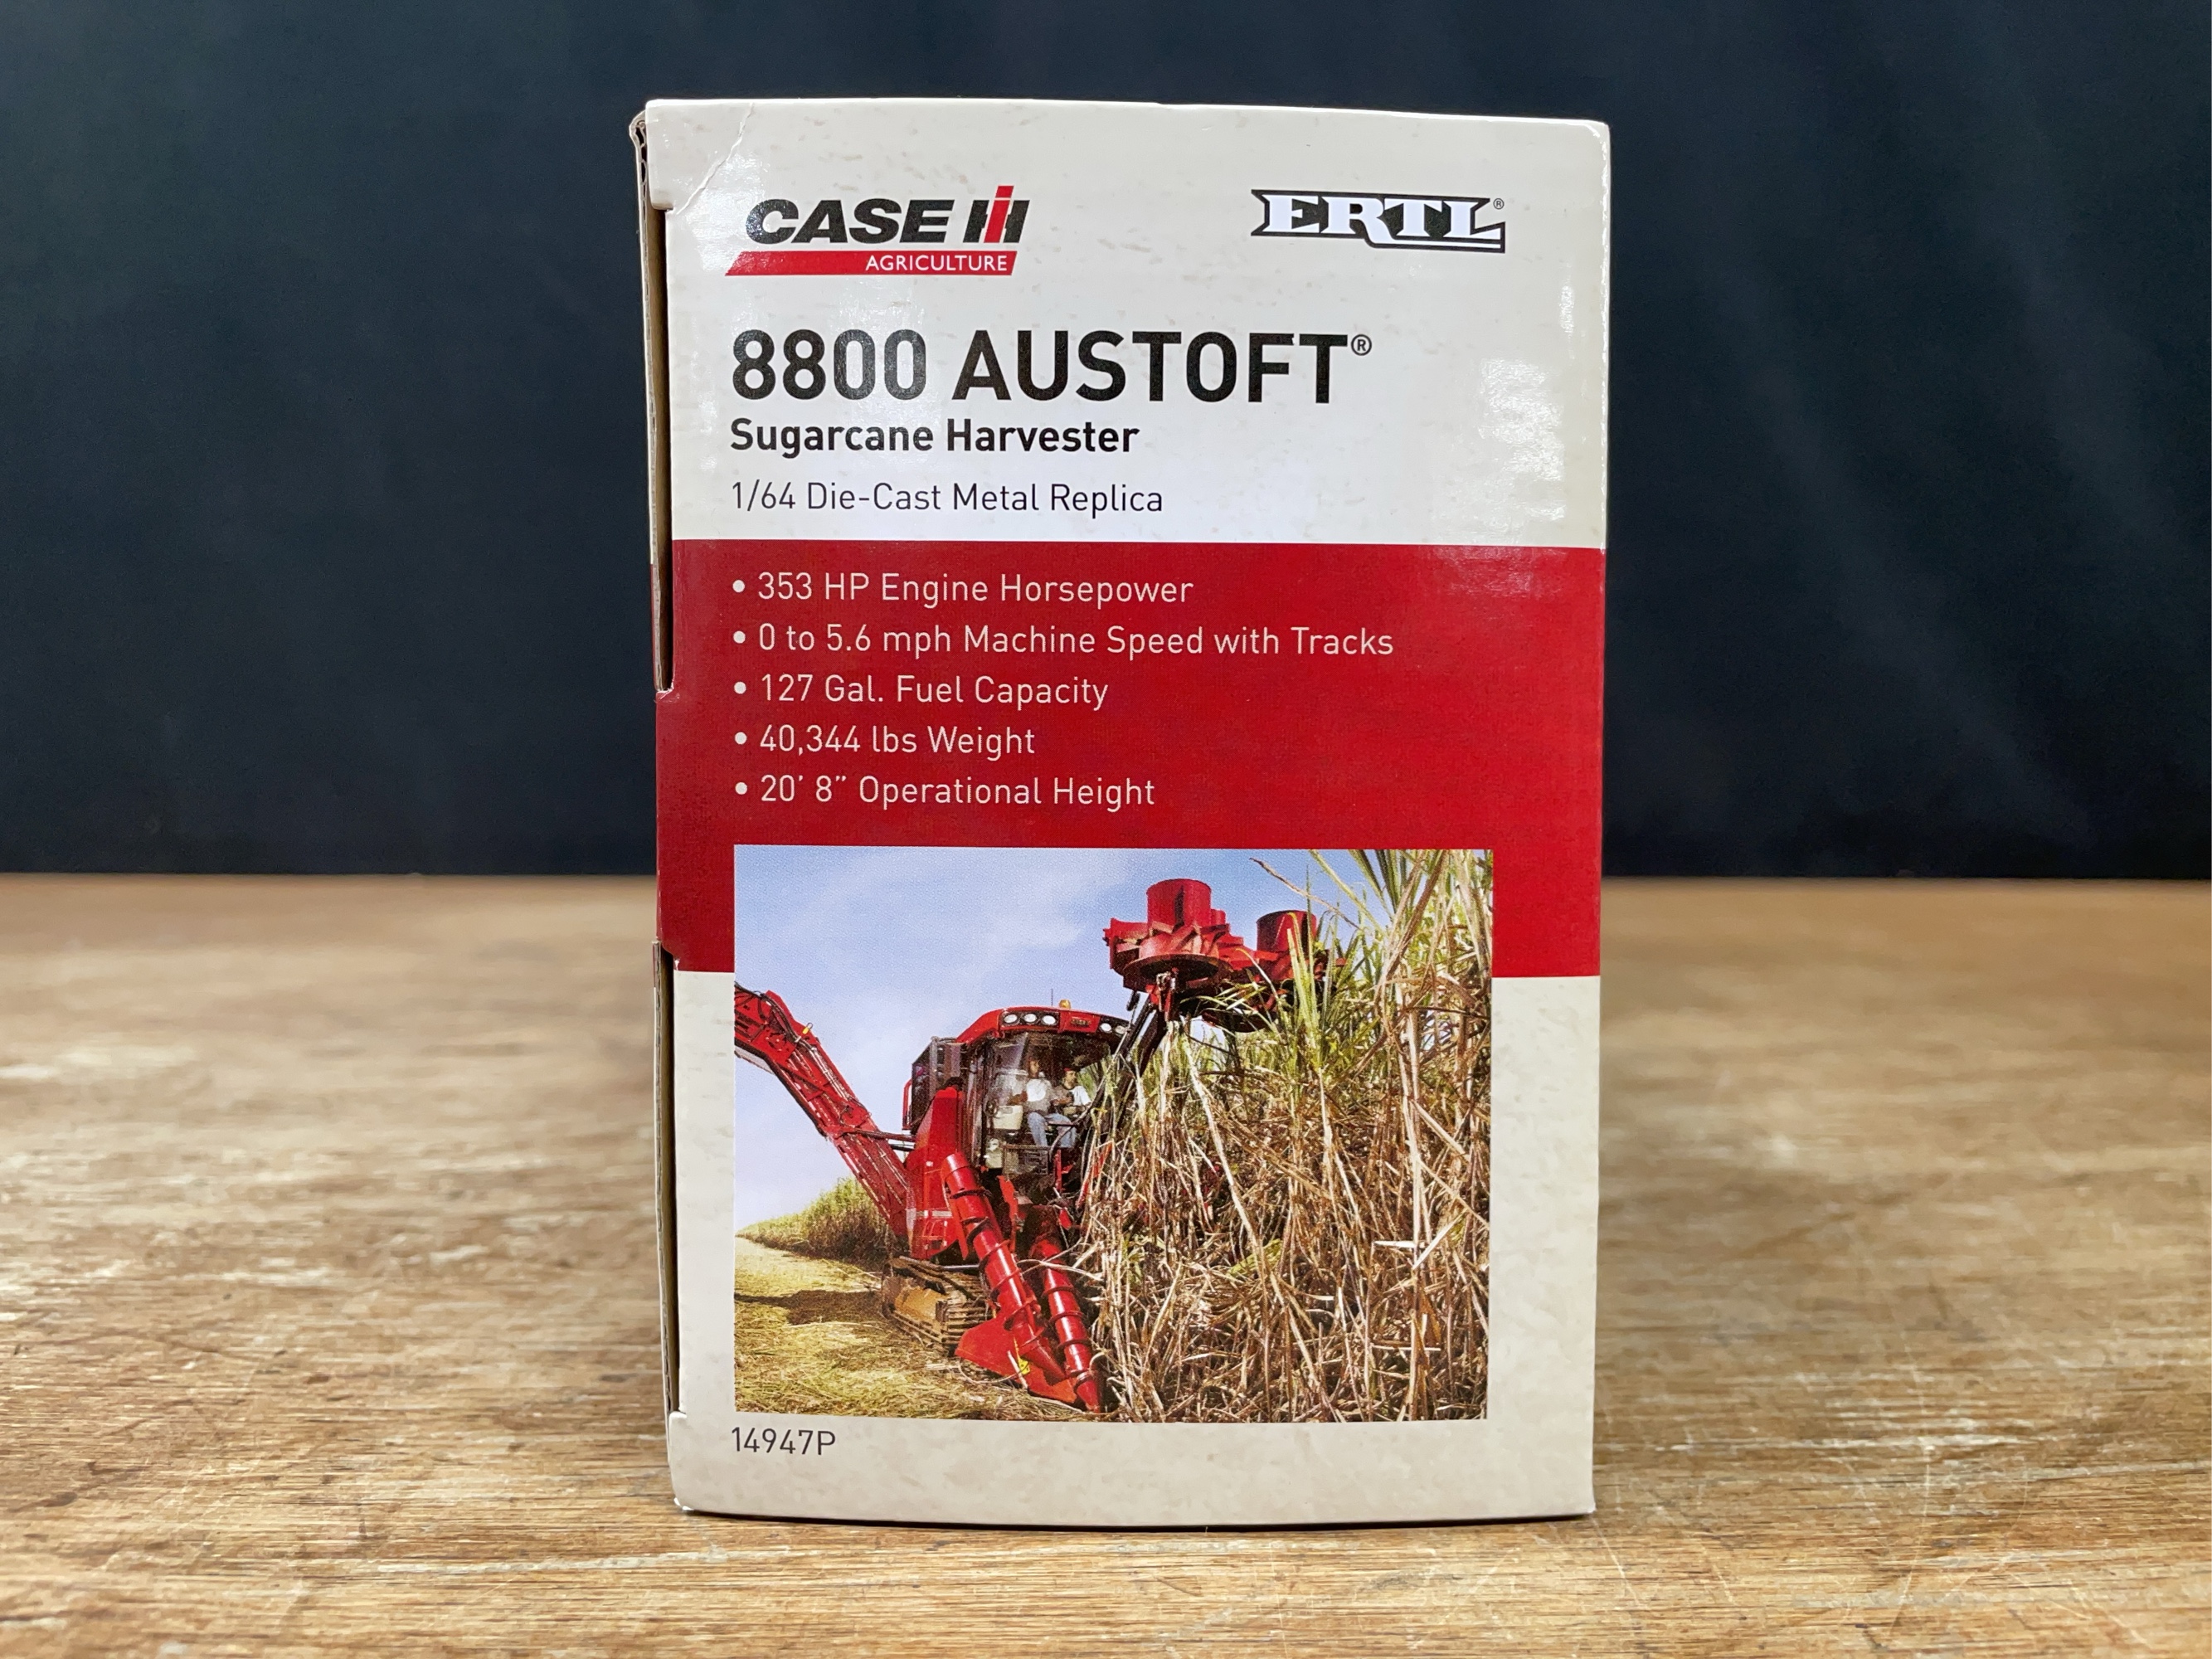 CASE IH
AGRICULTURE
ERTL®
8800 AUSTOFT®
Sugarcane Harvester
1/64 Die-Cast Metal Replica
• 353 HP Engine Horsepower
• 0 to 5.6 mph Machine Speed with Tracks
• 127 Gal. Fuel Capacity
• 40,344 lbs Weight
• 20' 8” Operational Height
14947P